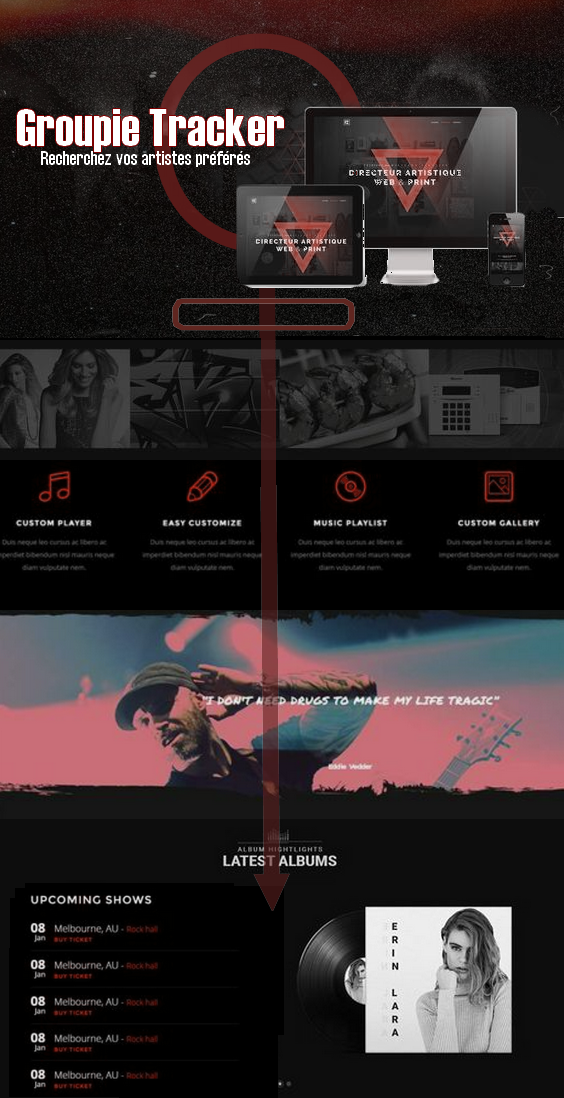 Groupie Tracker
Recherchez vos artistes préférés
DIRECTEUR ARTISTIQUE
WEB & PRINT
DIRECTEUR ARTISTIQUE
WEB & PRINT
CUSTOM PLAYER
EASY CUSTOMIZE
MUSIC PLAYLIST
CUSTOM GALLERY
Duis neque leo cursus ac libero ac
imperdiet bibendum nisl mauris neque
diam vulputate nem.
Duis neque leo cursus ac libero ac
imperdiet bibendum nisl mauris neque
diam vulputate nem.
Duis neque leo cursus ac libero ac
imperdiet bibendum nisl mauris neque
diam vulputate nem.
Duis neque leo cursus ac libero ac
imperdiet bibendum nisl mauris neque
diam vulputate nem.
"I DON'T NEED DRUGS TO MAKE MY LIFE TRAGIC"
Eddie Vedder
ALBUM HIGHTLIGHTS
LATEST ALBUMS
UPCOMING SHOWS
08 Melbourne, AU - Rock hall
Jan BUY TICKET
08 Melbourne, AU - Rock hall
Jan BUY TICKET
08 Melbourne, AU - Rock hall
Jan BUY TICKET
08 Melbourne, AU - Rock hall
Jan BUY TICKET
08 Melbourne, AU - Rock hall
Jan BUY TICKET
ERIN LARA